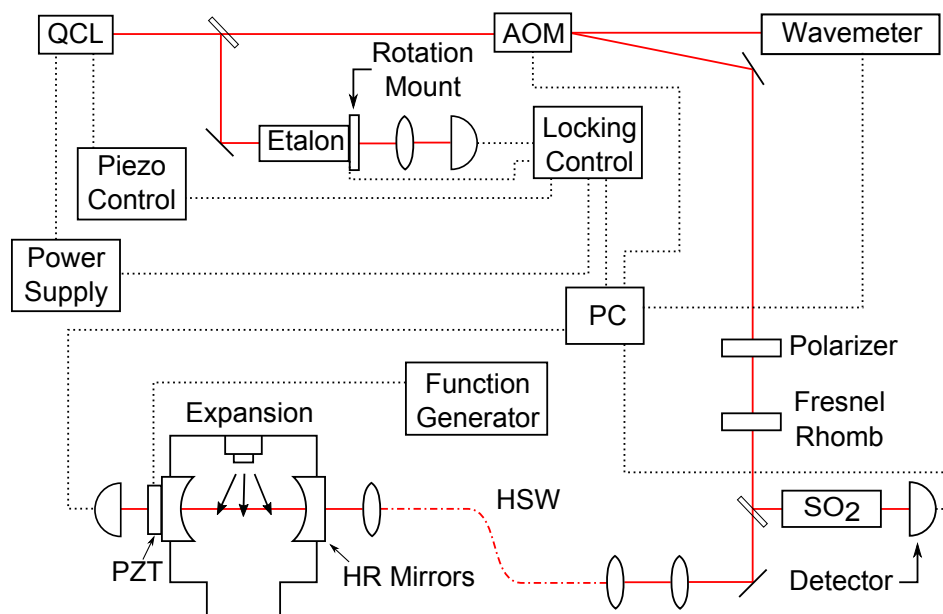 QCL
AOM
Wavemeter
Rotation
Mount
Etalon
Locking
Control
Piezo
Control
Power
Supply
PC
Polarizer
Function
Generator
Fresnel
Rhomb
Expansion
HSW
SO2
PZT
HR Mirrors
Detector